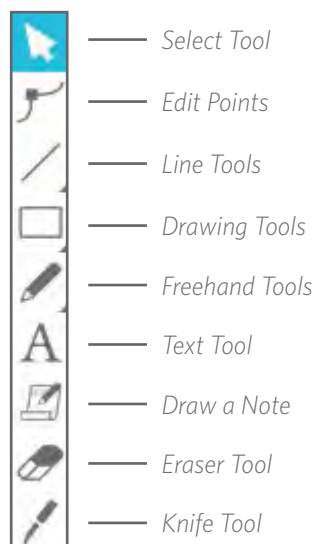 Select Tool
Edit Points
Line Tools
Drawing Tools
Freehand Tools
A
Text Tool
Draw a Note
Eraser Tool
Knife Tool